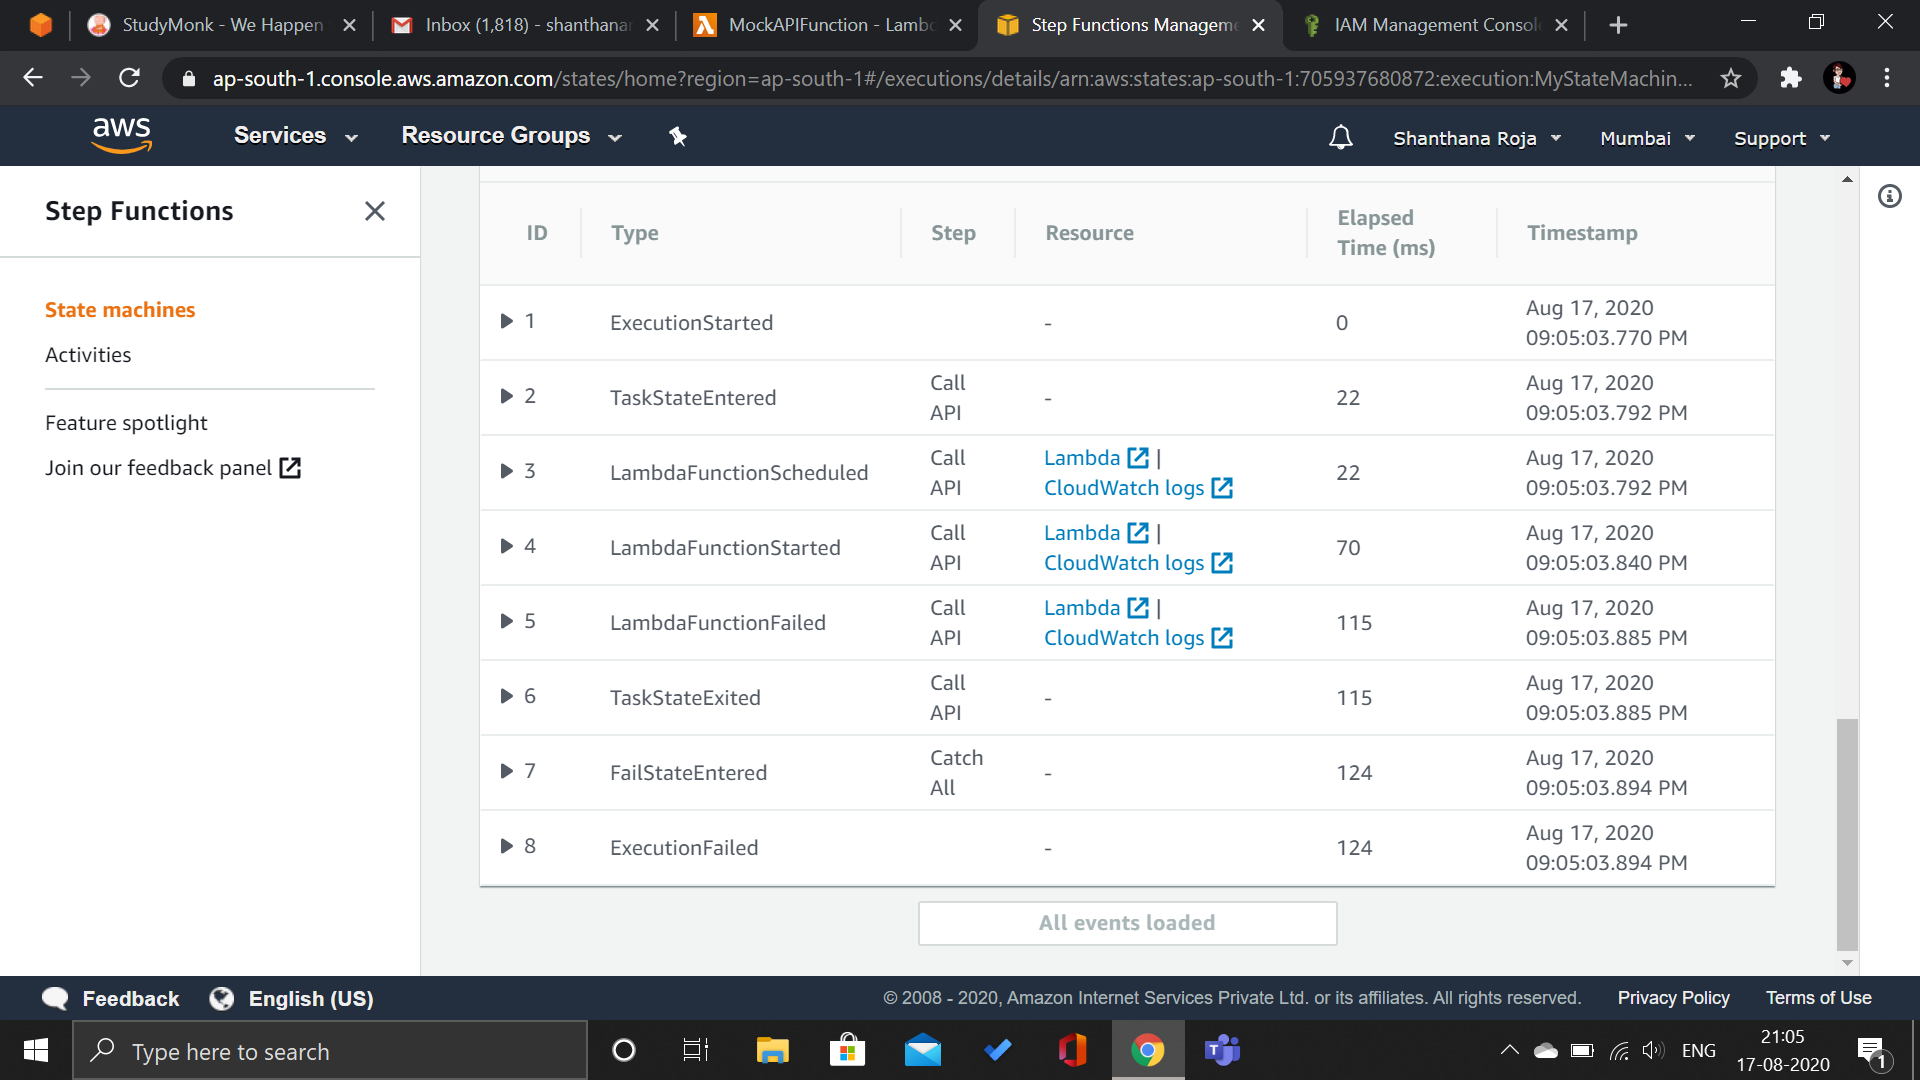 StudyMonk - We Happen
Inbox (1,818) - shanthanar
MockAPIFunction - Lambd
Step Functions Manageme
IAM Management Consol
ap-south-1.console.aws.amazon.com/states/home?region=ap-south-1#/executions/details/arn:aws:states:ap-south-1:705937680872:execution:MyStateMachin...
aws
Services
Resource Groups
Shanthana Roja
Mumbai
Support
Step Functions
State machines
Activities
Feature spotlight
Join our feedback panel
ID Type Step Resource Elapsed Time (ms) Timestamp
1 ExecutionStarted - 0 Aug 17, 2020 09:05:03.770 PM
2 TaskStateEntered Call API - 22 Aug 17, 2020 09:05:03.792 PM
3 LambdaFunctionScheduled Call API Lambda | CloudWatch logs 22 Aug 17, 2020 09:05:03.792 PM
4 LambdaFunctionStarted Call API Lambda | CloudWatch logs 70 Aug 17, 2020 09:05:03.840 PM
5 LambdaFunctionFailed Call API Lambda | CloudWatch logs 115 Aug 17, 2020 09:05:03.885 PM
6 TaskStateExited Call API - 115 Aug 17, 2020 09:05:03.885 PM
7 FailStateEntered Catch All - 124 Aug 17, 2020 09:05:03.894 PM
8 ExecutionFailed - 124 Aug 17, 2020 09:05:03.894 PM
All events loaded
Feedback
English (US)
© 2008 - 2020, Amazon Internet Services Private Ltd. or its affiliates. All rights reserved.
Privacy Policy
Terms of Use
Type here to search
ENG
21:05
17-08-2020
1